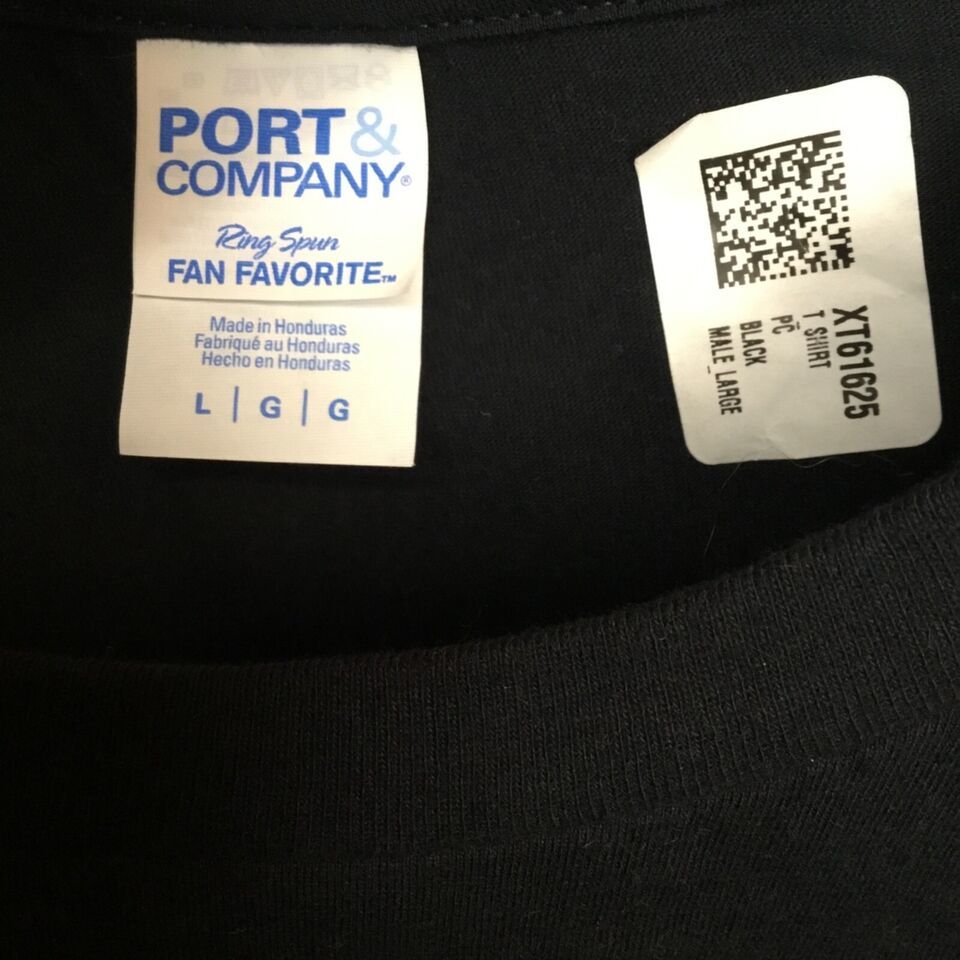 PORT &
COMPANY®
Ring Spun
FAN FAVORITE™
Made in Honduras
Fabriqué au Honduras
Hecho en Honduras
L | G | G
XT61625
T_SHIRT
PC
BLACK
MALE_LARGE